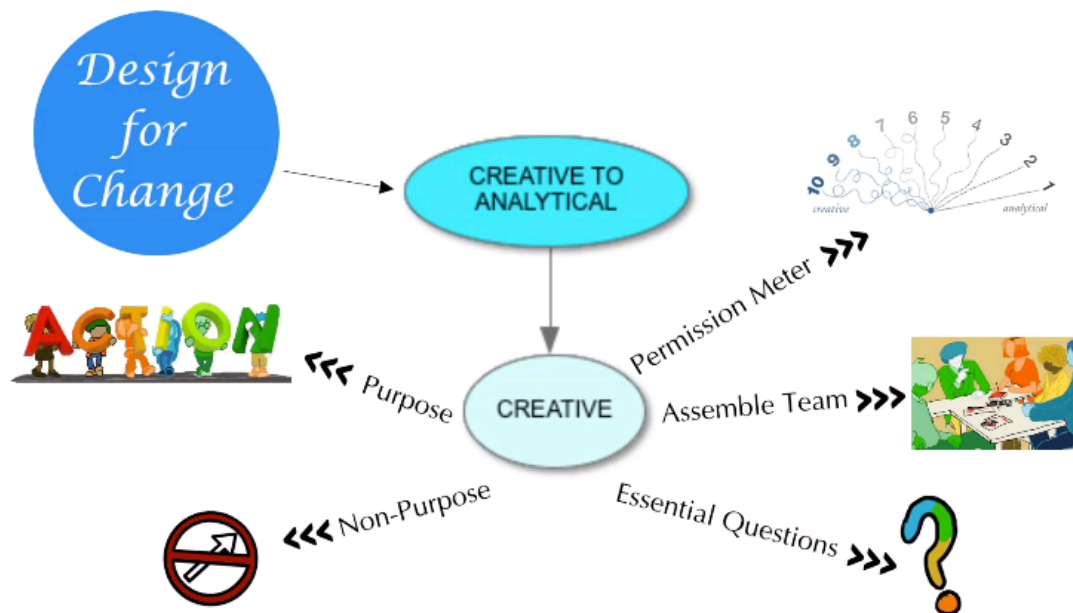 Design
for
Change
CREATIVE TO
ANALYTICAL
10
9
8
7
6
5
4
3
2
1
creative
analytical
Permission Meter >>>
ACTION
<<< Purpose
CREATIVE
Assemble Team >>>
<<< Non-Purpose
Essential Questions >>>
?